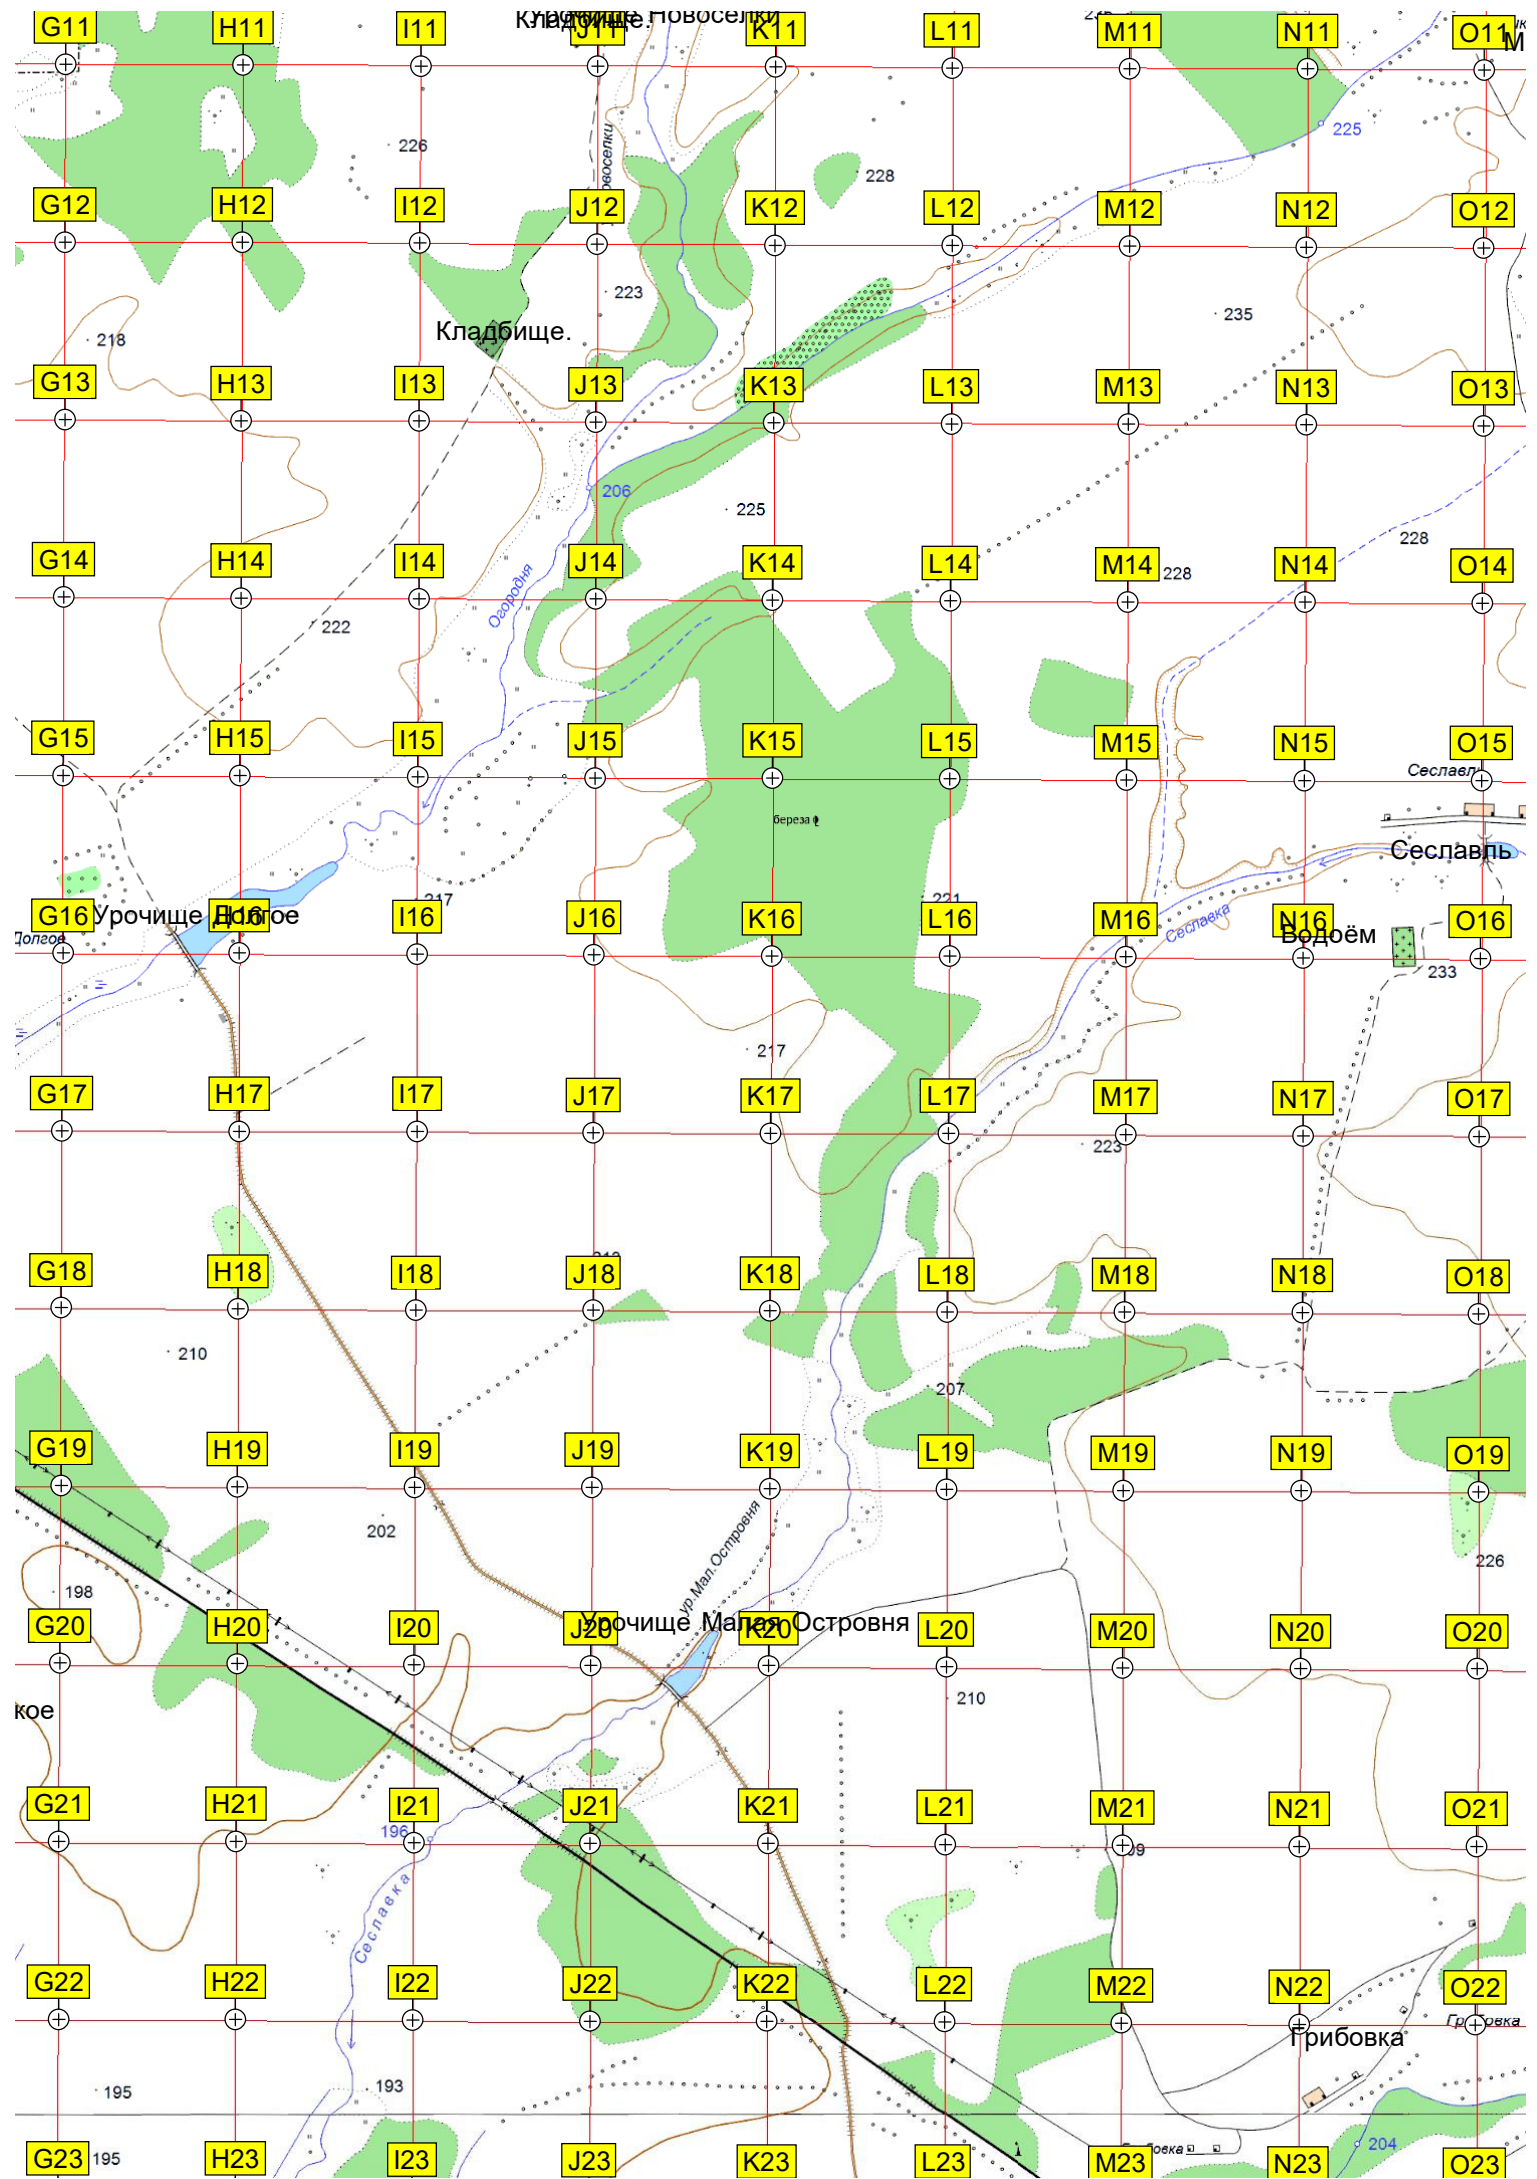 Кладбище.
Урочище Новоселки
G11 H11 I11 J11 K11 L11 M11 N11 O11
225
226
228
G12 H12 I12 J12 K12 L12 M12 N12 O12
223
235
218
Кладбище.
G13 H13 I13 J13 K13 L13 M13 N13 O13
206
225
228
G14 H14 I14 J14 K14 L14 M14 N14 O14
228
Огородня
222
G15 H15 I15 J15 K15 L15 M15 N15 O15
береза
Сеславль
217
221
G16 Урочище Долгое H16 I16 J16 K16 L16 M16 N16 O16
Долгое
Сеславка
Водоём
233
217
G17 H17 I17 J17 K17 L17 M17 N17 O17
223
G18 H18 I18 J18 K18 L18 M18 N18 O18
210
207
G19 H19 I19 J19 K19 L19 M19 N19 O19
202
ур.Мал.Островня
226
198
G20 H20 I20 J20 K20 L20 M20 N20 O20
Урочище Малая Островня
210
кое
G21 H21 I21 J21 K21 L21 M21 N21 O21
196
Сеславка
G22 H22 I22 J22 K22 L22 M22 N22 O22
Грибовка
195
193
204
G23 195 H23 I23 J23 K23 L23 M23 N23 O23